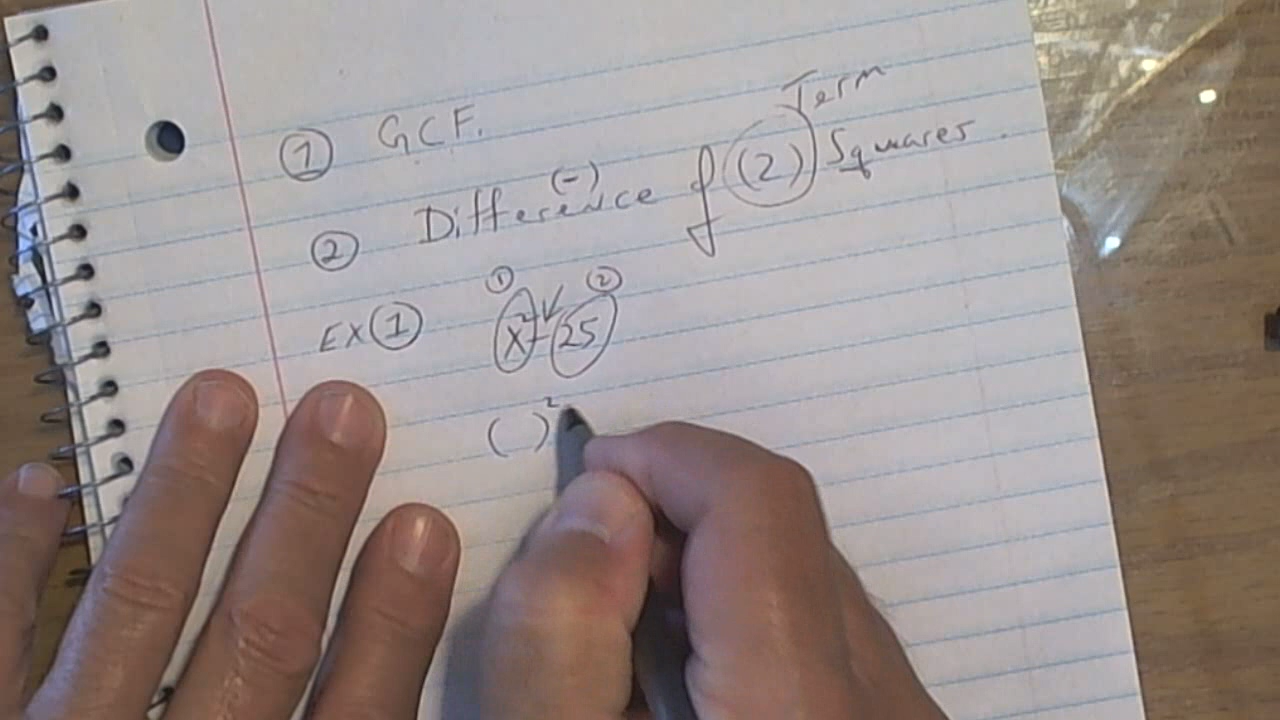 ① GCF.
Term
(-)
② Difference of (2) Squares.
① ✓ ②
EX ① x² - 25
( )²